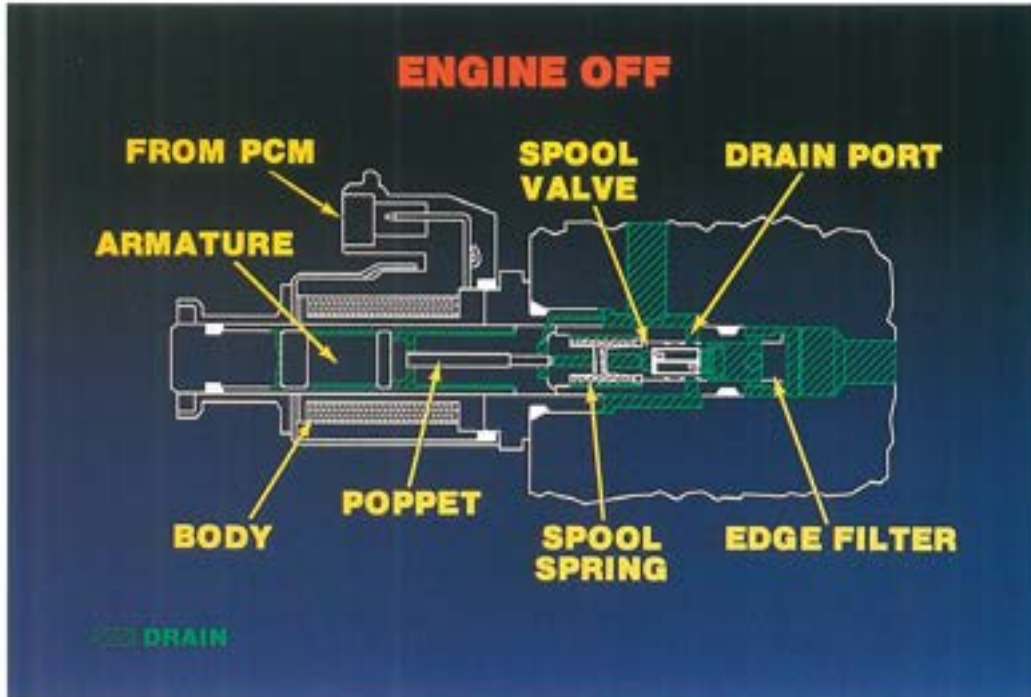 ENGINE OFF
FROM PCM
SPOOL
VALVE
DRAIN PORT
ARMATURE
POPPET
BODY
SPOOL
SPRING
EDGE FILTER
DRAIN